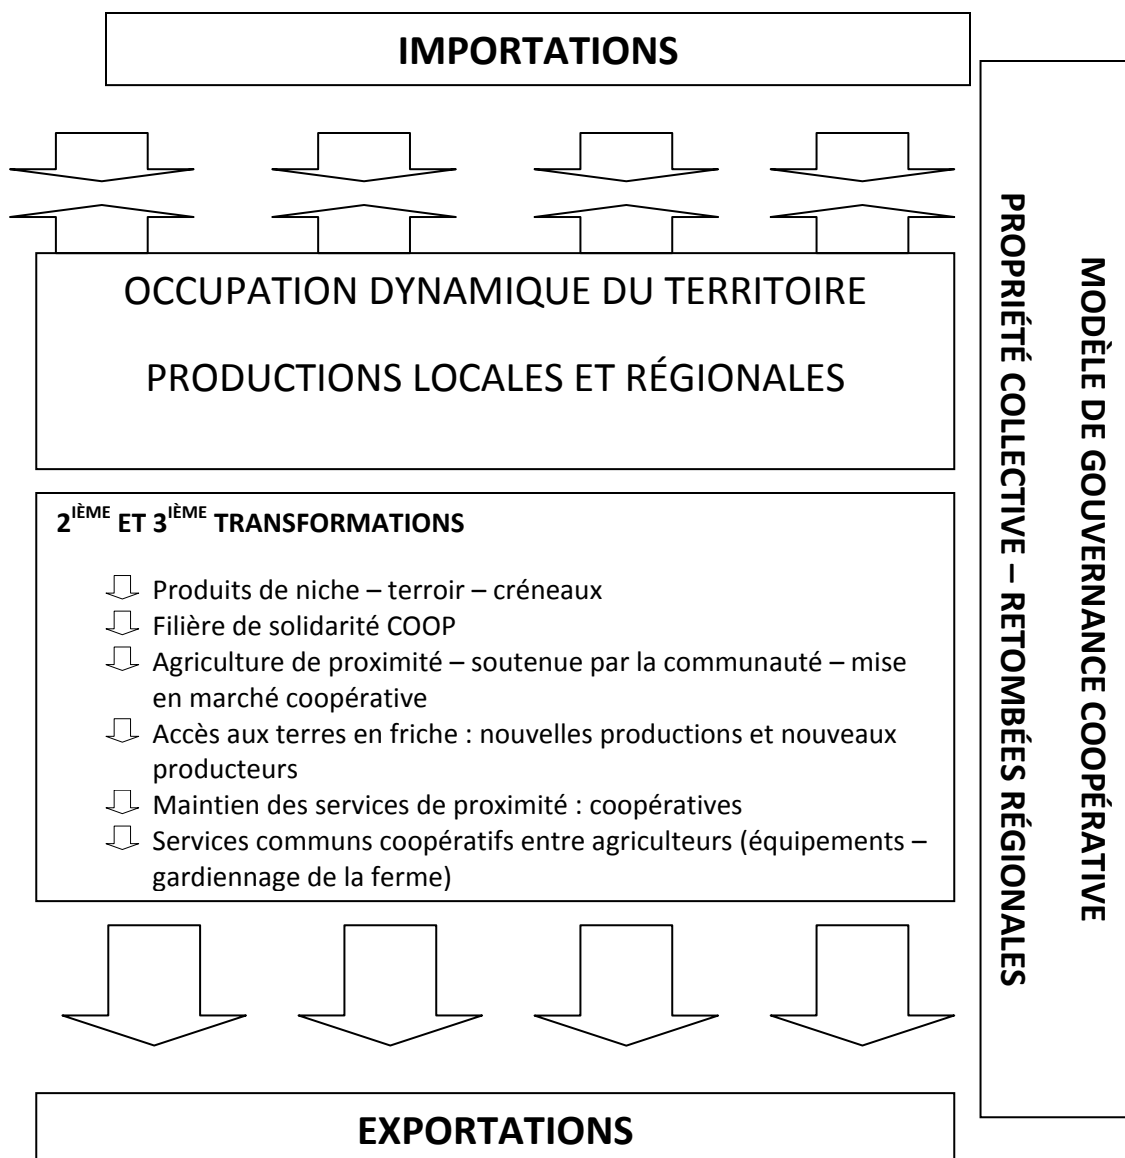 IMPORTATIONS
OCCUPATION DYNAMIQUE DU TERRITOIRE
PRODUCTIONS LOCALES ET RÉGIONALES
2IÈME ET 3IÈME TRANSFORMATIONS
Produits de niche – terroir – créneaux
Filière de solidarité COOP
Agriculture de proximité – soutenue par la communauté – mise
en marché coopérative
Accès aux terres en friche : nouvelles productions et nouveaux
producteurs
Maintien des services de proximité : coopératives
Services communs coopératifs entre agriculteurs (équipements –
gardiennage de la ferme)
EXPORTATIONS
MODÈLE DE GOUVERNANCE COOPÉRATIVE
PROPRIÉTÉ COLLECTIVE – RETOMBÉES RÉGIONALES